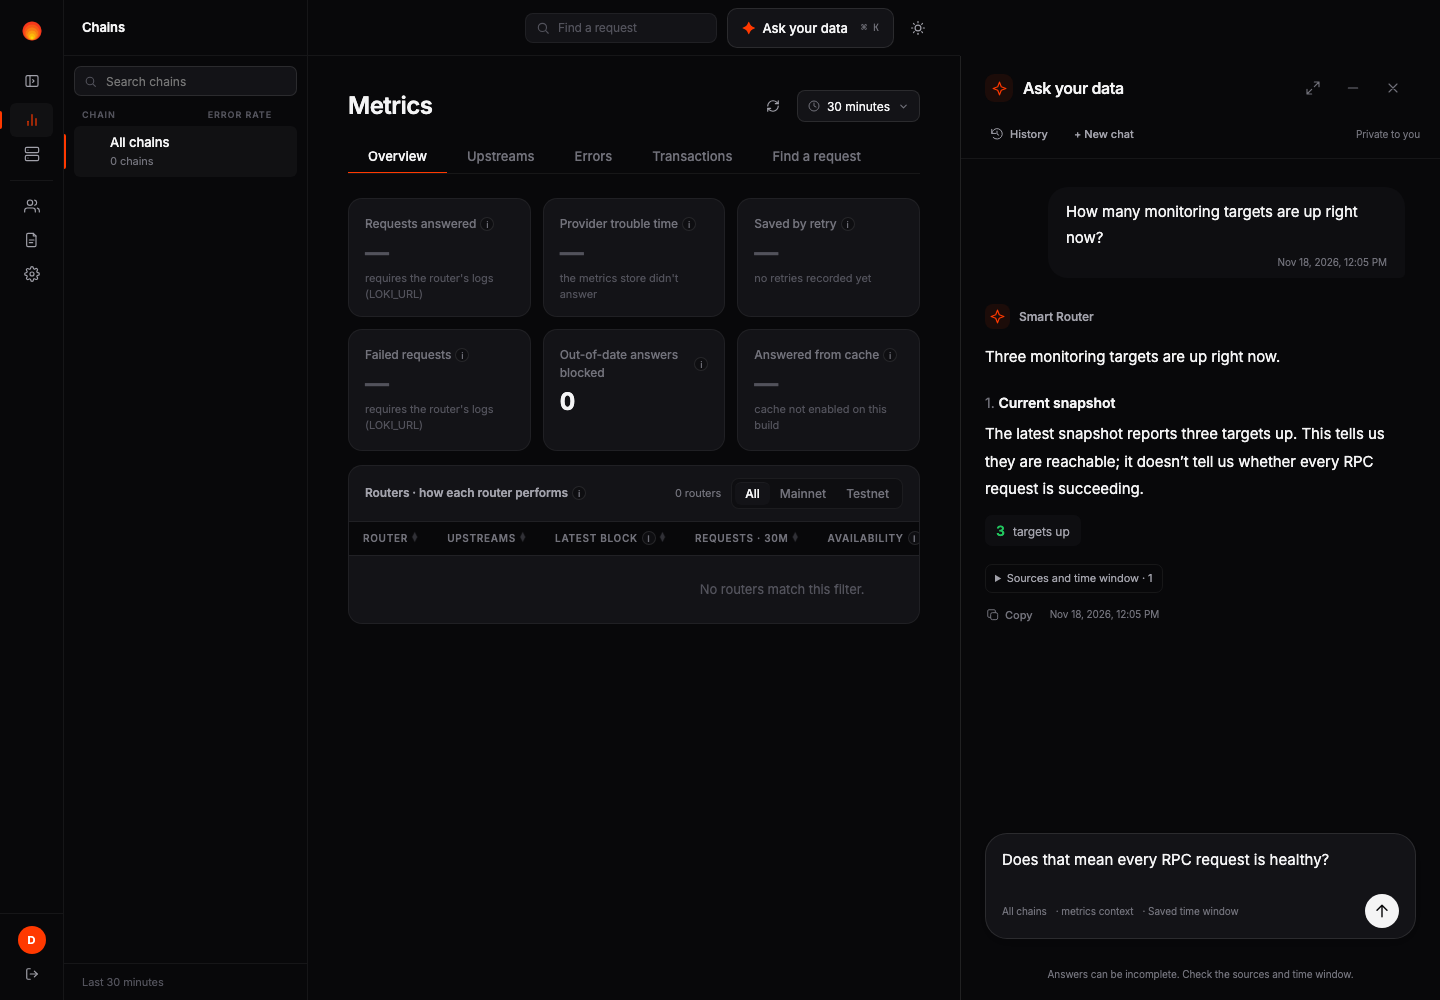 Chains
Find a request
Ask your data ⌘ K
Search chains
CHAIN ERROR RATE
All chains
0 chains
Last 30 minutes
D
Metrics
30 minutes
Overview Upstreams Errors Transactions Find a request
Requests answered i
—
requires the router's logs
(LOKI_URL)
Provider trouble time i
—
the metrics store didn't
answer
Saved by retry i
—
no retries recorded yet
Failed requests i
—
requires the router's logs
(LOKI_URL)
Out-of-date answers
blocked i
0
Answered from cache i
—
cache not enabled on this
build
Routers · how each router performs i 0 routers All Mainnet Testnet
ROUTER UPSTREAMS LATEST BLOCK i REQUESTS · 30M AVAILABILITY i
No routers match this filter.
Ask your data
History + New chat Private to you
How many monitoring targets are up right
now?
Nov 18, 2026, 12:05 PM
Smart Router
Three monitoring targets are up right now.
1. Current snapshot
The latest snapshot reports three targets up. This tells us
they are reachable; it doesn’t tell us whether every RPC
request is succeeding.
3 targets up
Sources and time window · 1
Copy Nov 18, 2026, 12:05 PM
Does that mean every RPC request is healthy?
All chains · metrics context · Saved time window
Answers can be incomplete. Check the sources and time window.